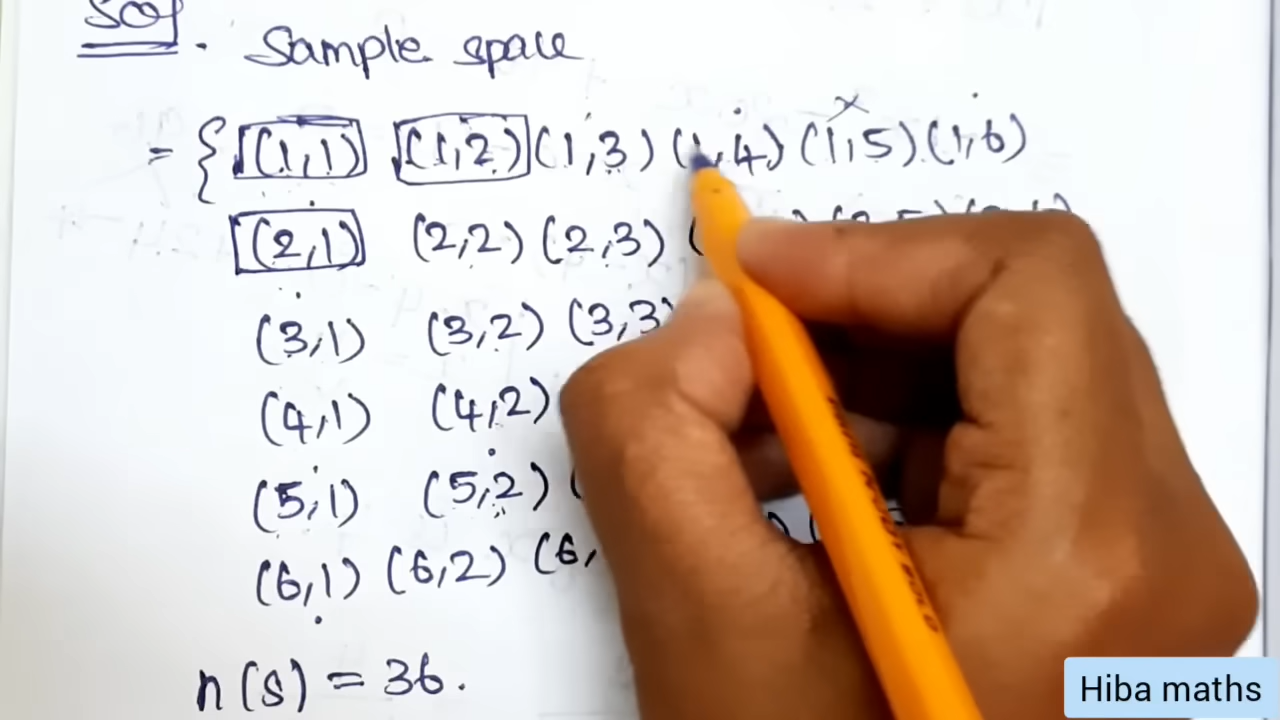 Sol.
Sample space
= { (1,1) (1,2) (1,3) (1,4) (1,5) (1,6)
(2,1) (2,2) (2,3) (
(3,1) (3,2) (3,3)
(4,1) (4,2)
(5,1) (5,2) (
(6,1) (6,2) (6,
n(s) = 36.
Hiba maths